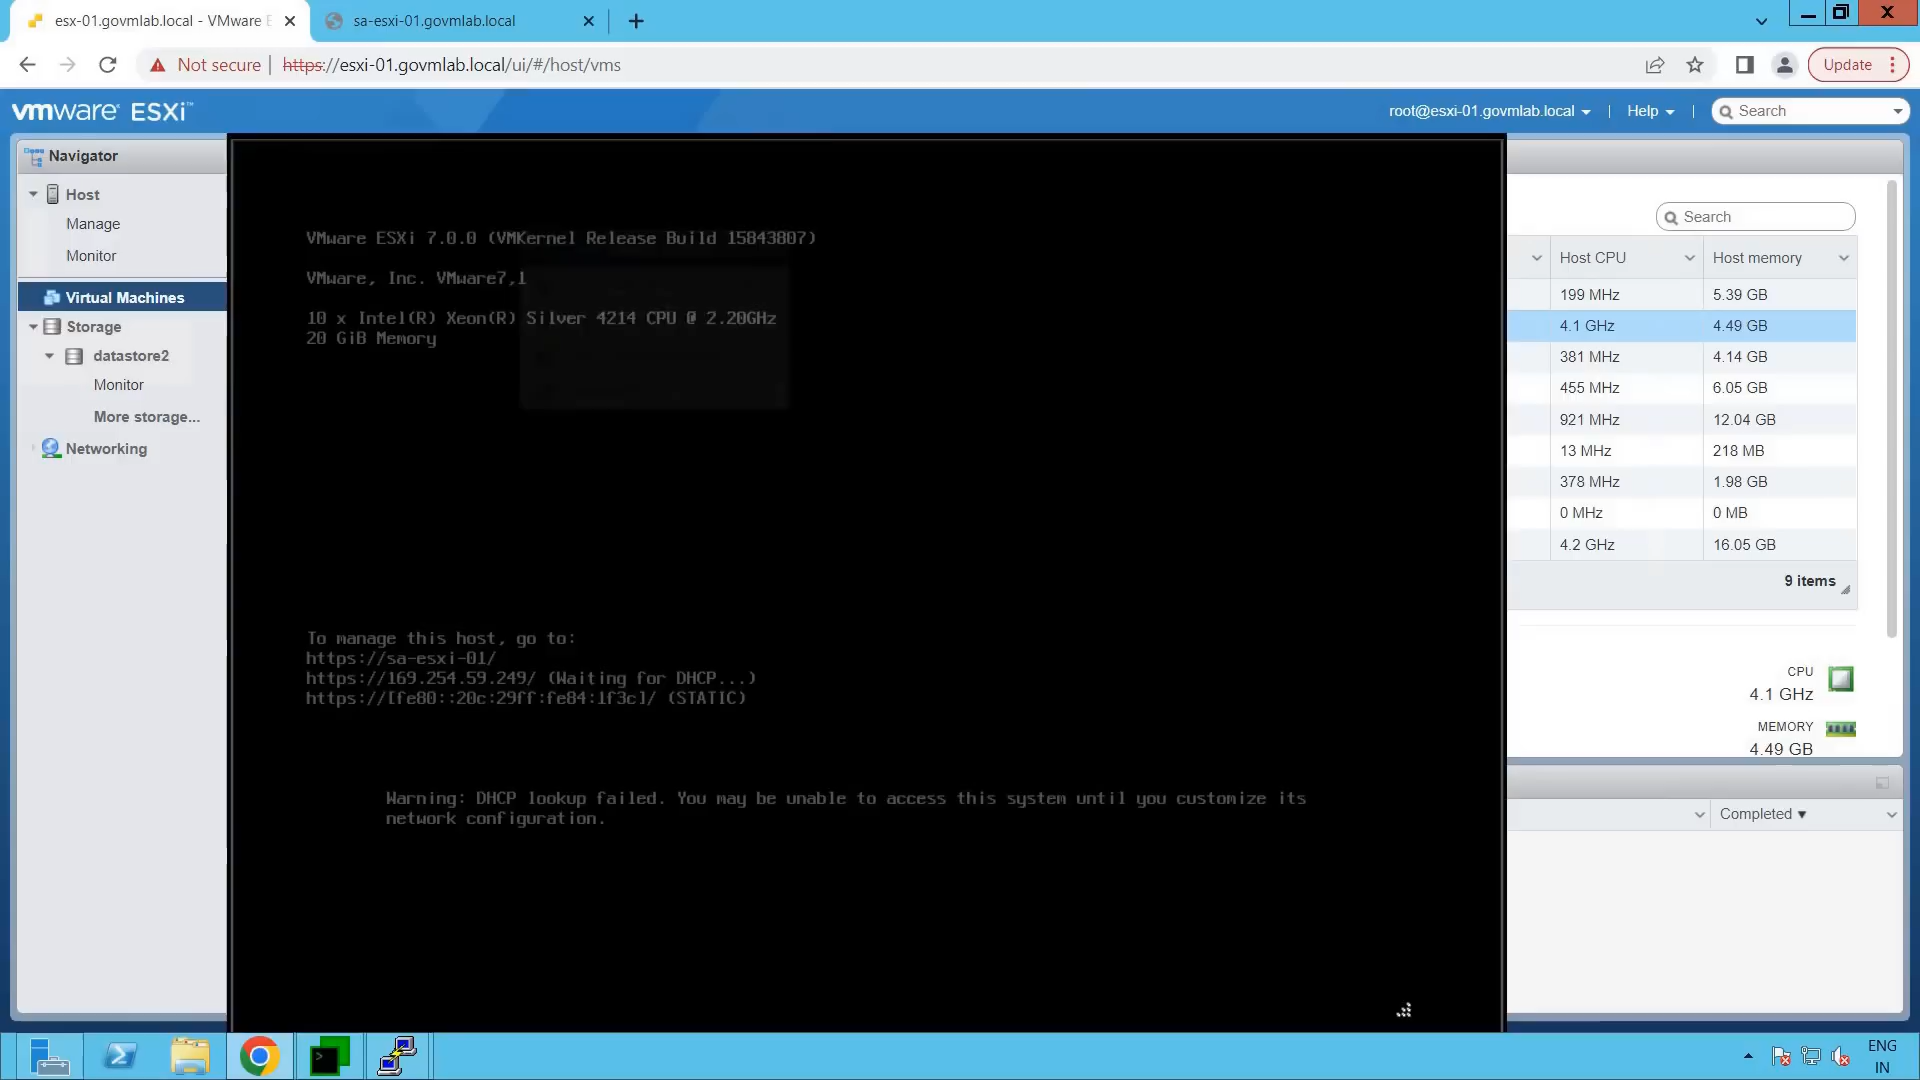 esx-01.govmlab.local - VMware E
sa-esxi-01.govmlab.local
Not secure
https://esxi-01.govmlab.local/ui/#/host/vms
Update
vmware ESXi™
root@esxi-01.govmlab.local
Help
Search
Navigator
Host
Manage
Monitor
Virtual Machines
Storage
datastore2
Monitor
More storage...
Networking
VMware ESXi 7.0.0 (VMKernel Release Build 15843807)
VMware, Inc. VMware7,1
10 x Intel(R) Xeon(R) Silver 4214 CPU @ 2.20GHz
20 GiB Memory
To manage this host, go to:
https://sa-esxi-01/
https://169.254.59.249/ (Waiting for DHCP...)
https://[fe80::20c:29ff:fe84:1f3c]/ (STATIC)
Warning: DHCP lookup failed. You may be unable to access this system until you customize its
network configuration.
Search
Host CPU Host memory
199 MHz 5.39 GB
4.1 GHz 4.49 GB
381 MHz 4.14 GB
455 MHz 6.05 GB
921 MHz 12.04 GB
13 MHz 218 MB
378 MHz 1.98 GB
0 MHz 0 MB
4.2 GHz 16.05 GB
9 items
CPU
4.1 GHz
MEMORY
4.49 GB
Completed
ENG
IN